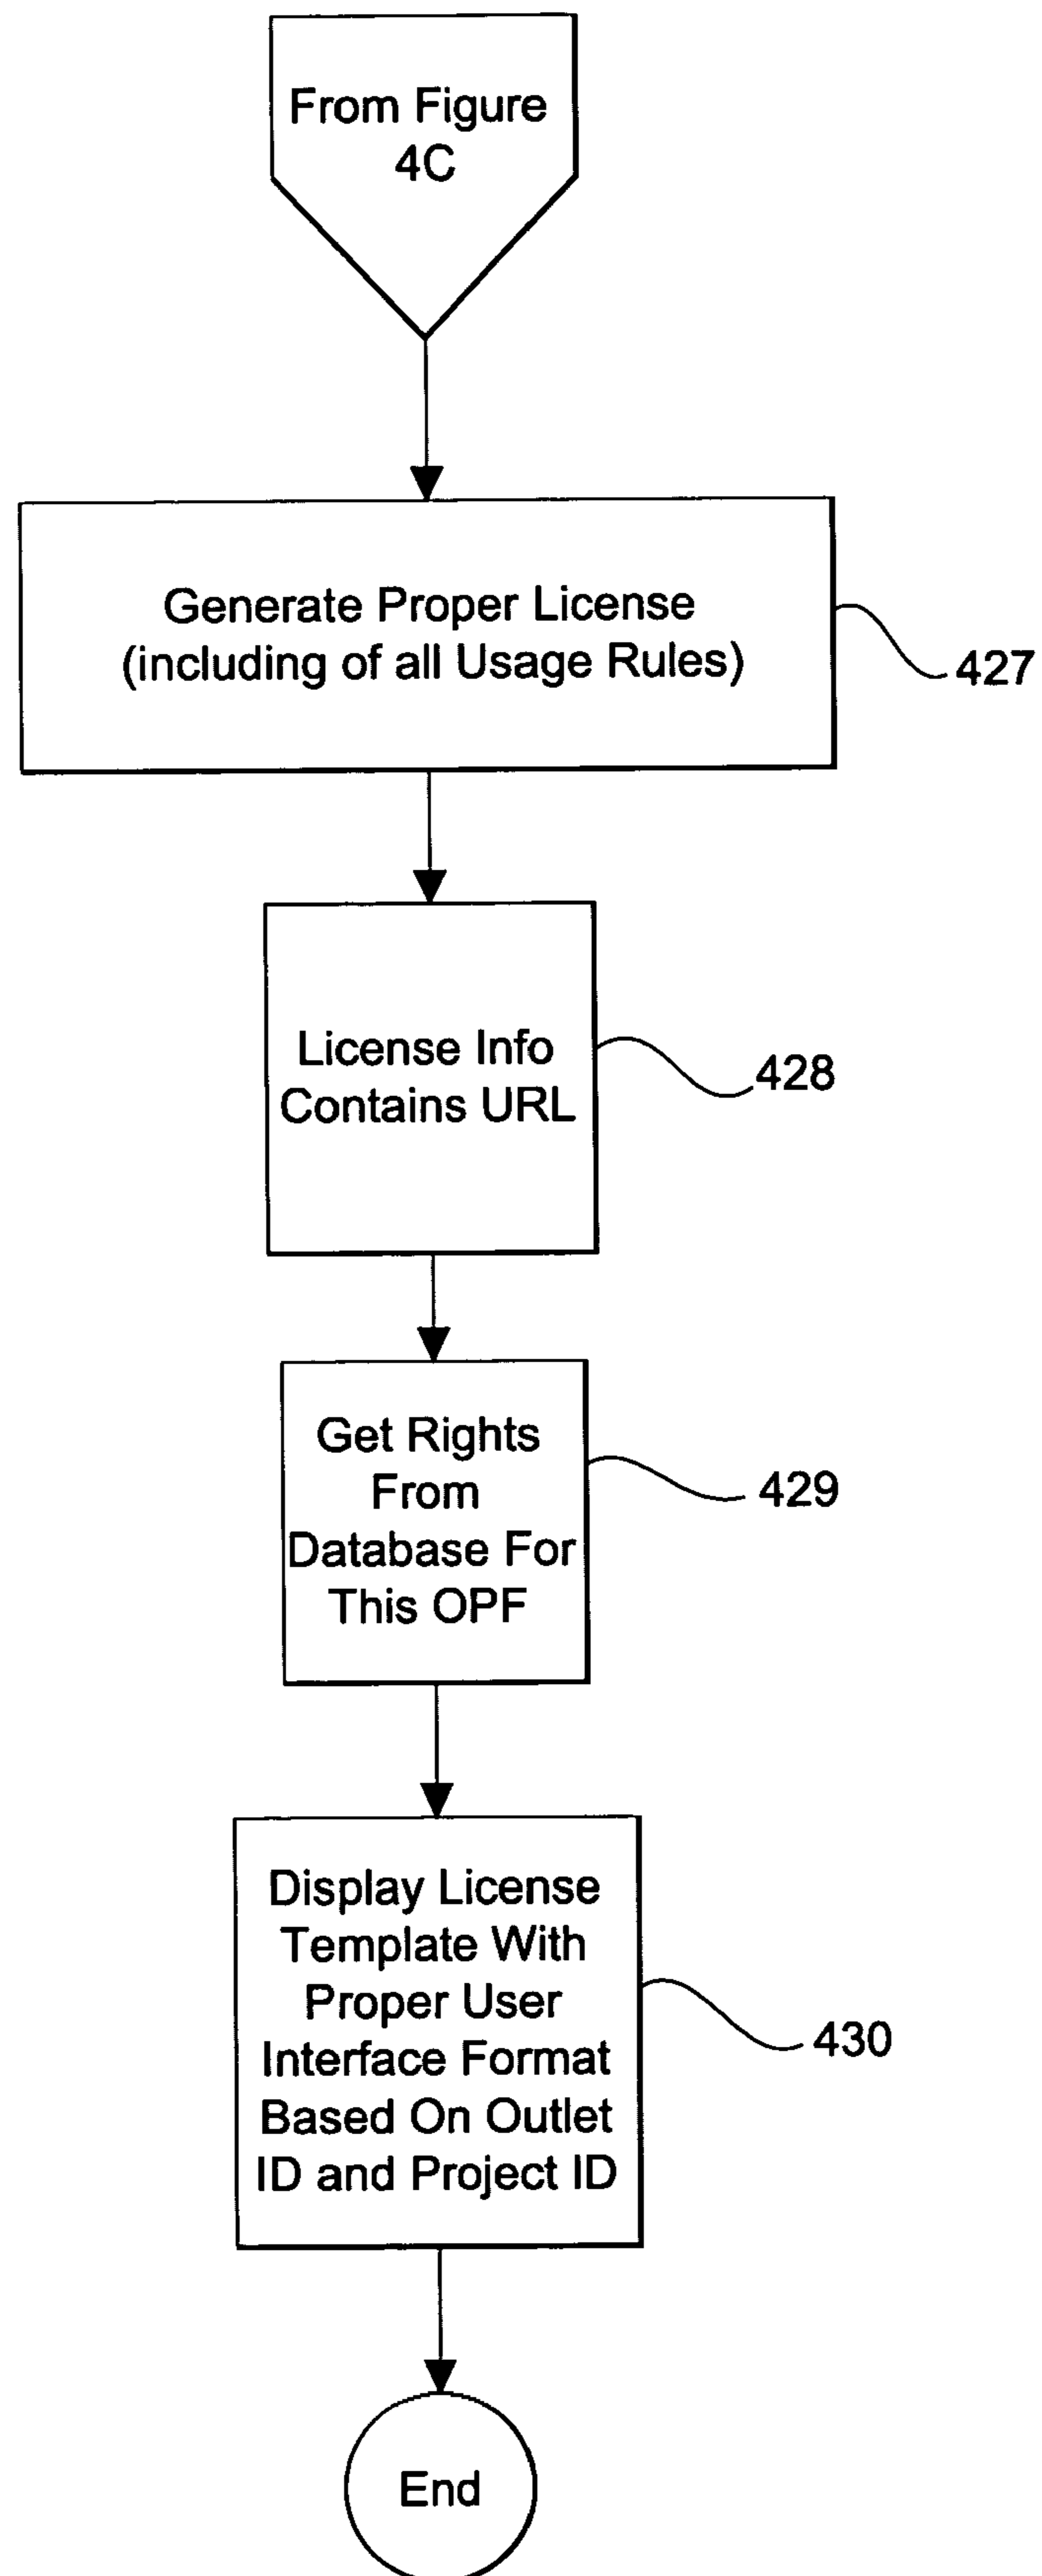 From Figure
4C
Generate Proper License
(including of all Usage Rules)
427
License Info
Contains URL
428
Get Rights
From
Database For
This OPF
429
Display License
Template With
Proper User
Interface Format
Based On Outlet
ID and Project ID
430
End